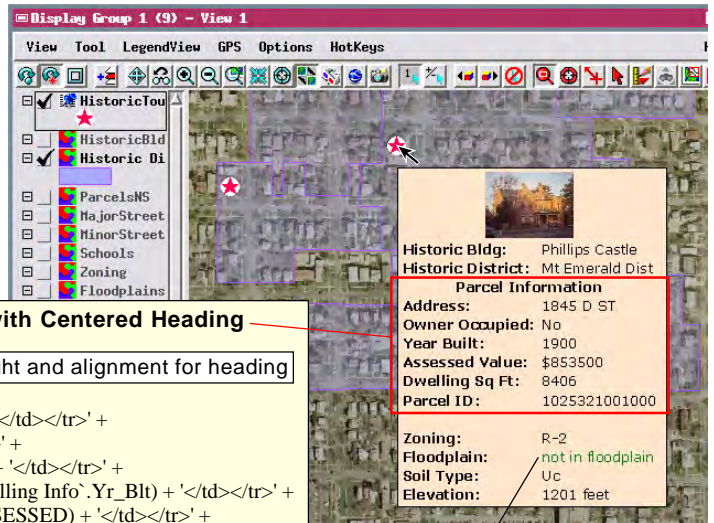 Display Group 1 (9) - View 1
View Tool LegendView GPS Options HotKeys H
HistoricTou
HistoricBld
Historic Di
ParcelsNS
MajorStreet
MinorStreet
Schools
Zoning
Floodplains
Historic Bldg: Phillips Castle
Historic District: Mt Emerald Dist
Parcel Information
Address: 1845 D ST
Owner Occupied: No
Year Built: 1900
Assessed Value: $853500
Dwelling Sq Ft: 8406
Parcel ID: 1025321001000
Zoning: R-2
Floodplain: not in floodplain
Soil Type: Uc
Elevation: 1201 feet
with Centered Heading
ght and alignment for heading
</td></tr>' +
>' +
+ '</td></tr>' +
lling Info`.Yr_Blt) + '</td></tr>' +
SESSED) + '</td></tr>' +